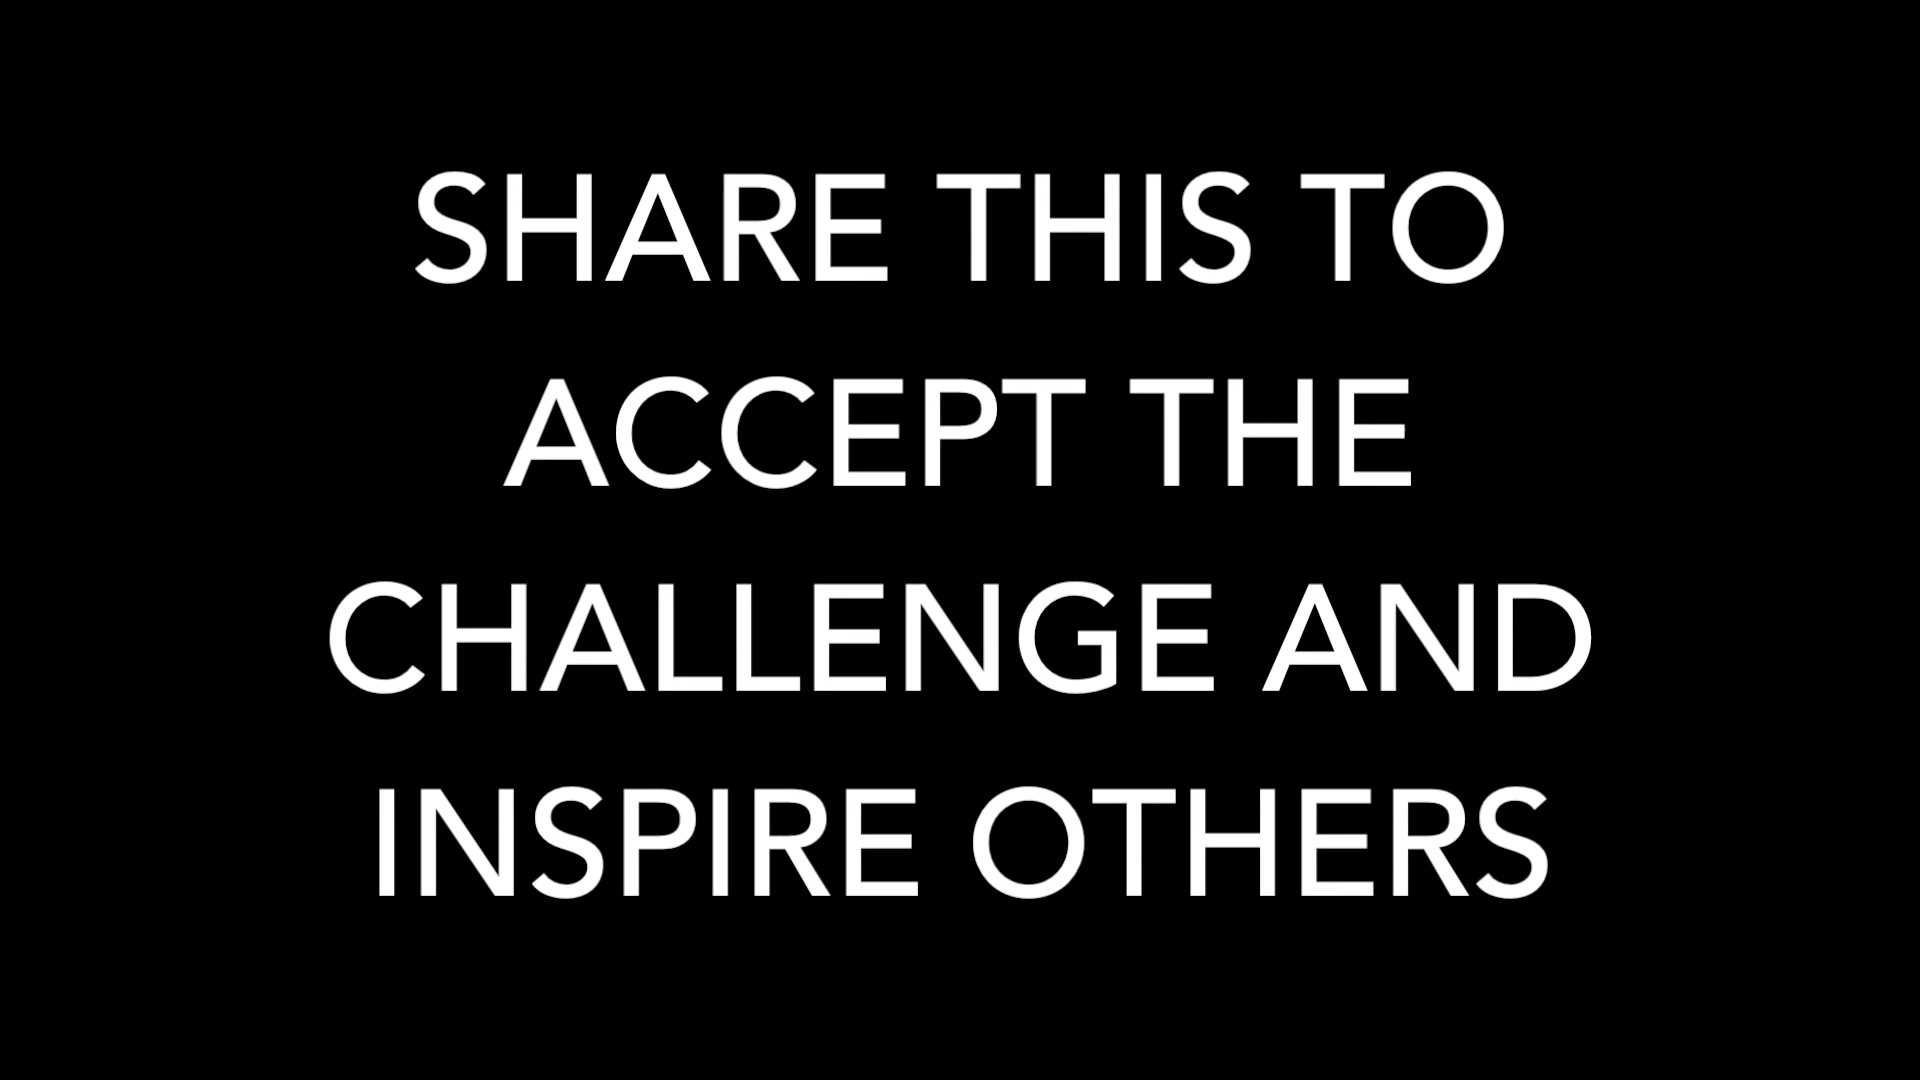 SHARE THIS TO
ACCEPT THE
CHALLENGE AND
INSPIRE OTHERS